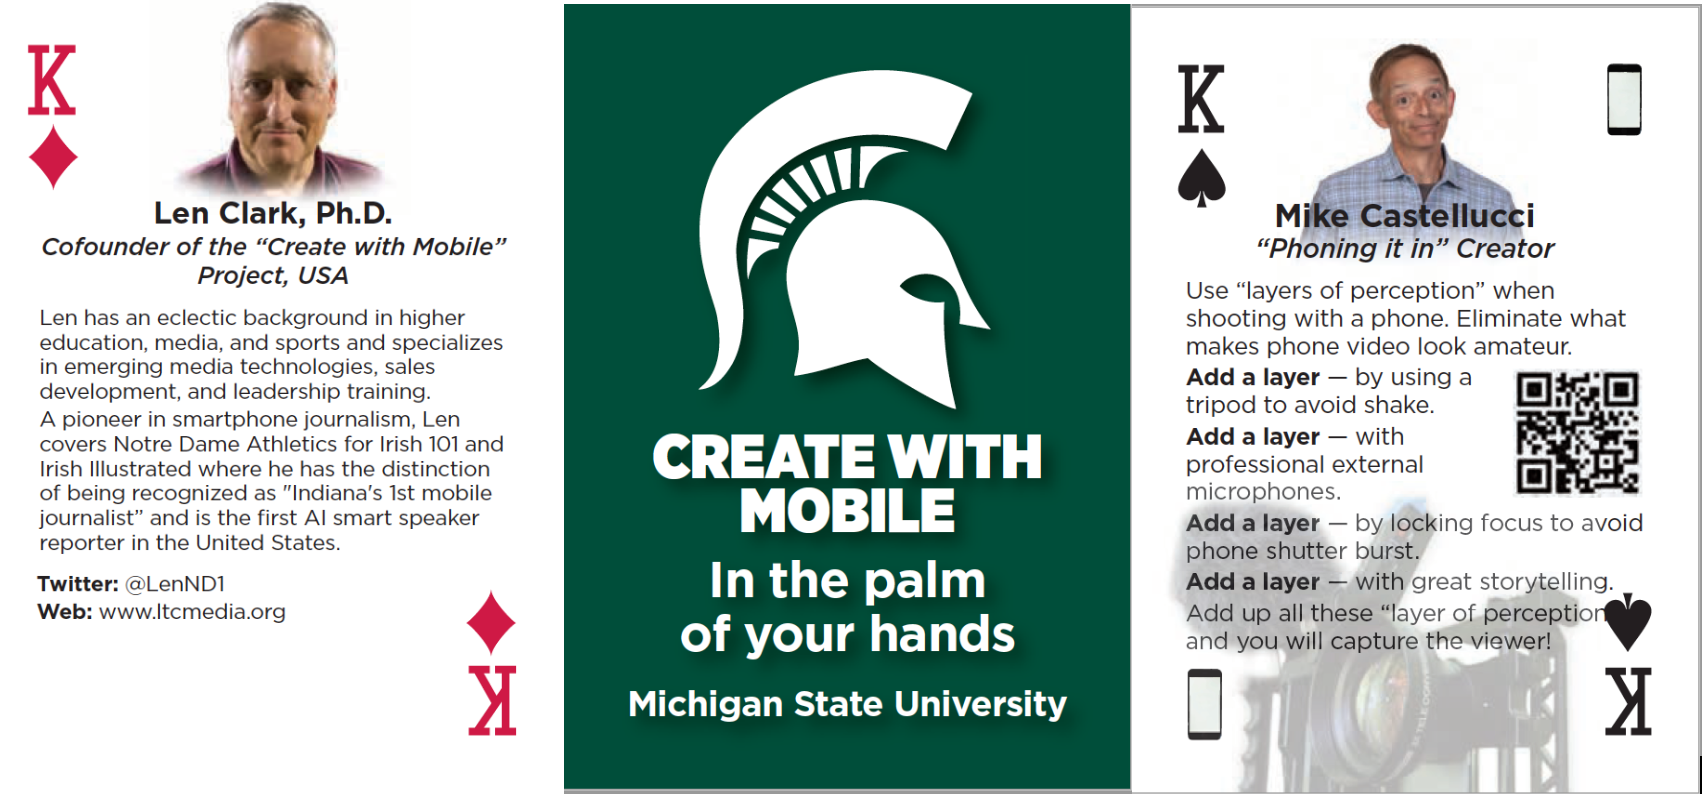 K
Len Clark, Ph.D.
Cofounder of the “Create with Mobile”
Project, USA
Len has an eclectic background in higher
education, media, and sports and specializes
in emerging media technologies, sales
development, and leadership training.
A pioneer in smartphone journalism, Len
covers Notre Dame Athletics for Irish 101 and
Irish Illustrated where he has the distinction
of being recognized as "Indiana's 1st mobile
journalist” and is the first AI smart speaker
reporter in the United States.
Twitter: @LenND1
Web: www.ltcmedia.org
K
CREATE WITH
MOBILE
In the palm
of your hands
Michigan State University
K
Mike Castellucci
“Phoning it in” Creator
Use “layers of perception” when
shooting with a phone. Eliminate what
makes phone video look amateur.
Add a layer — by using a
tripod to avoid shake.
Add a layer — with
professional external
microphones.
Add a layer — by locking focus to avoid
phone shutter burst.
Add a layer — with great storytelling.
Add up all these “layer of perception
and you will capture the viewer!
K